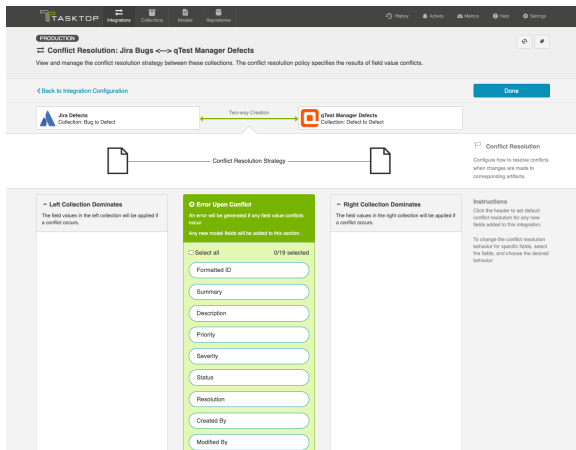 TASKTOP
Integrations
Collections
Models
Repositories
History
Activity
Metrics
Help
Settings
PRODUCTION
Conflict Resolution: Jira Bugs <---> qTest Manager Defects
View and manage the conflict resolution strategy between these collections. The conflict resolution policy specifies the results of field value conflicts.
Back to Integration Configuration
Done
Jira Defects
Collection: Bug to Defect
Two-way Creation
qTest Manager Defects
Collection: Defect to Defect
Conflict Resolution Strategy
Conflict Resolution
Configure how to resolve conflicts
when changes are made to
corresponding artifacts.
Left Collection Dominates
The field values in the left collection will be applied if
a conflict occurs.
Error Upon Conflict
An error will be generated if any field value conflicts
occur.
Any new model fields will be added to this section.
Select all
0/19 selected
Formatted ID
Summary
Description
Priority
Severity
Status
Resolution
Created By
Modified By
Right Collection Dominates
The field values in the right collection will be applied if
a conflict occurs.
Instructions
Click the header to set default
conflict resolution for any new
fields added to this integration.
To change the conflict resolution
behavior for specific fields, select
the fields, and choose the desired
behavior.